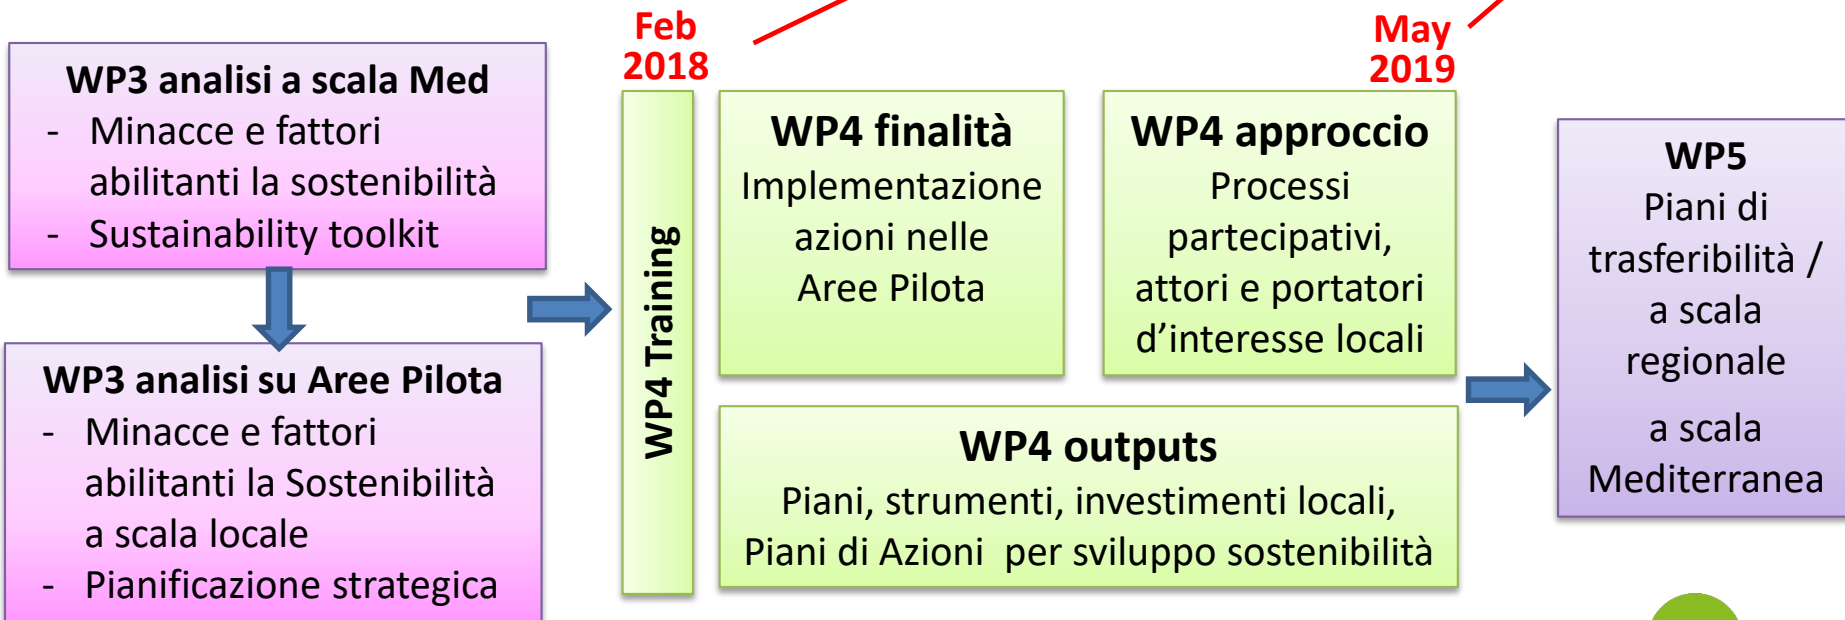 Feb
2018
May
2019
WP3 analisi a scala Med
- Minacce e fattori
abilitanti la sostenibilità
- Sustainability toolkit
WP3 analisi su Aree Pilota
- Minacce e fattori
abilitanti la Sostenibilità
a scala locale
- Pianificazione strategica
WP4 Training
WP4 finalità
Implementazione
azioni nelle
Aree Pilota
WP4 approccio
Processi
partecipativi,
attori e portatori
d’interesse locali
WP4 outputs
Piani, strumenti, investimenti locali,
Piani di Azioni per sviluppo sostenibilità
WP5
Piani di
trasferibilità /
a scala
regionale
a scala
Mediterranea